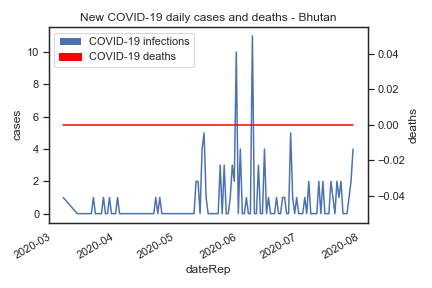 New COVID-19 daily cases and deaths - Bhutan
COVID-19 infections
COVID-19 deaths
10
8
6
4
2
0
cases
0.04
0.02
0.00
−0.02
−0.04
deaths
2020-03
2020-04
2020-05
2020-06
2020-07
2020-08
dateRep